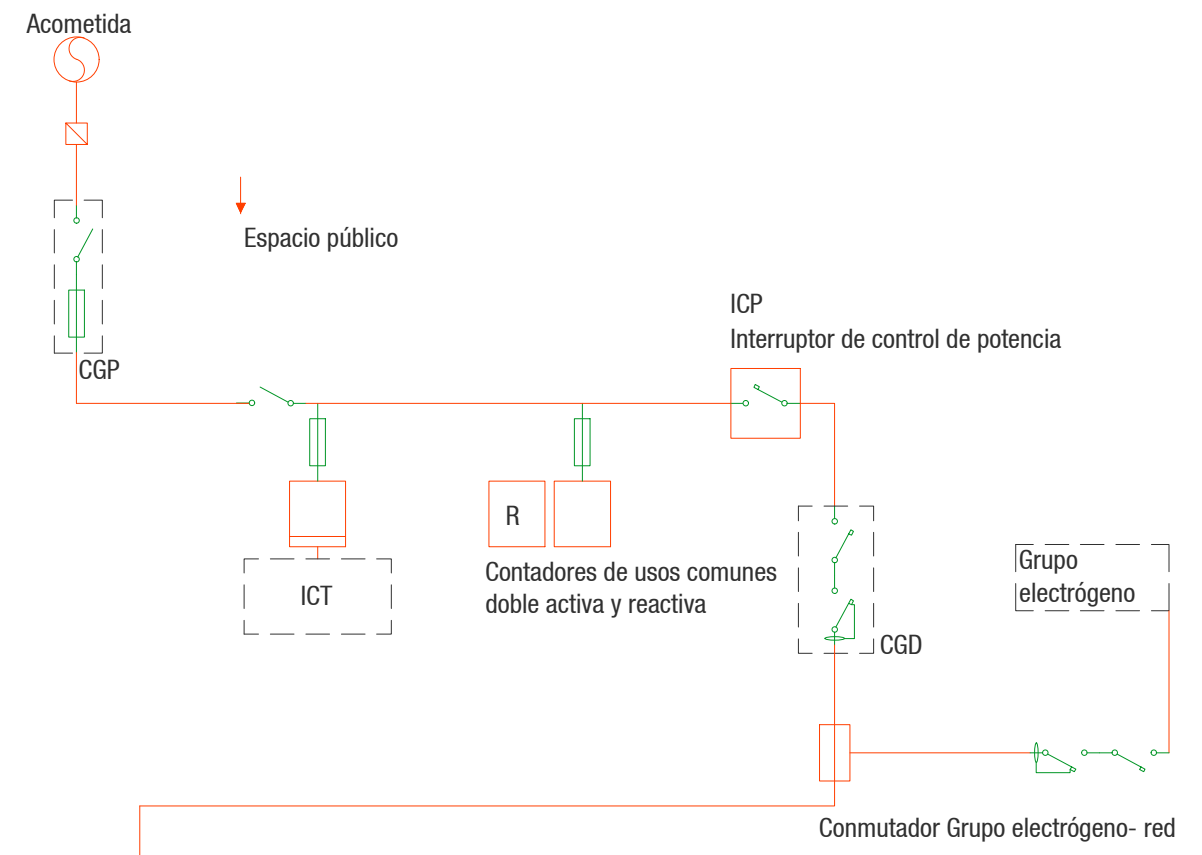 Acometida
Espacio público
ICP
Interruptor de control de potencia
CGP
R
Contadores de usos comunes
doble activa y reactiva
ICT
Grupo
electrógeno
CGD
Conmutador Grupo electrógeno- red